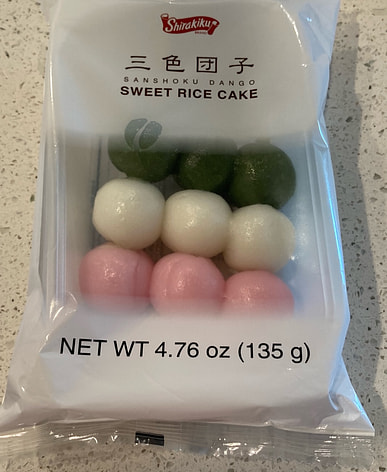 Shirakiku
三色団子
SANSHOKU DANGO
SWEET RICE CAKE
NET WT 4.76 oz (135 g)